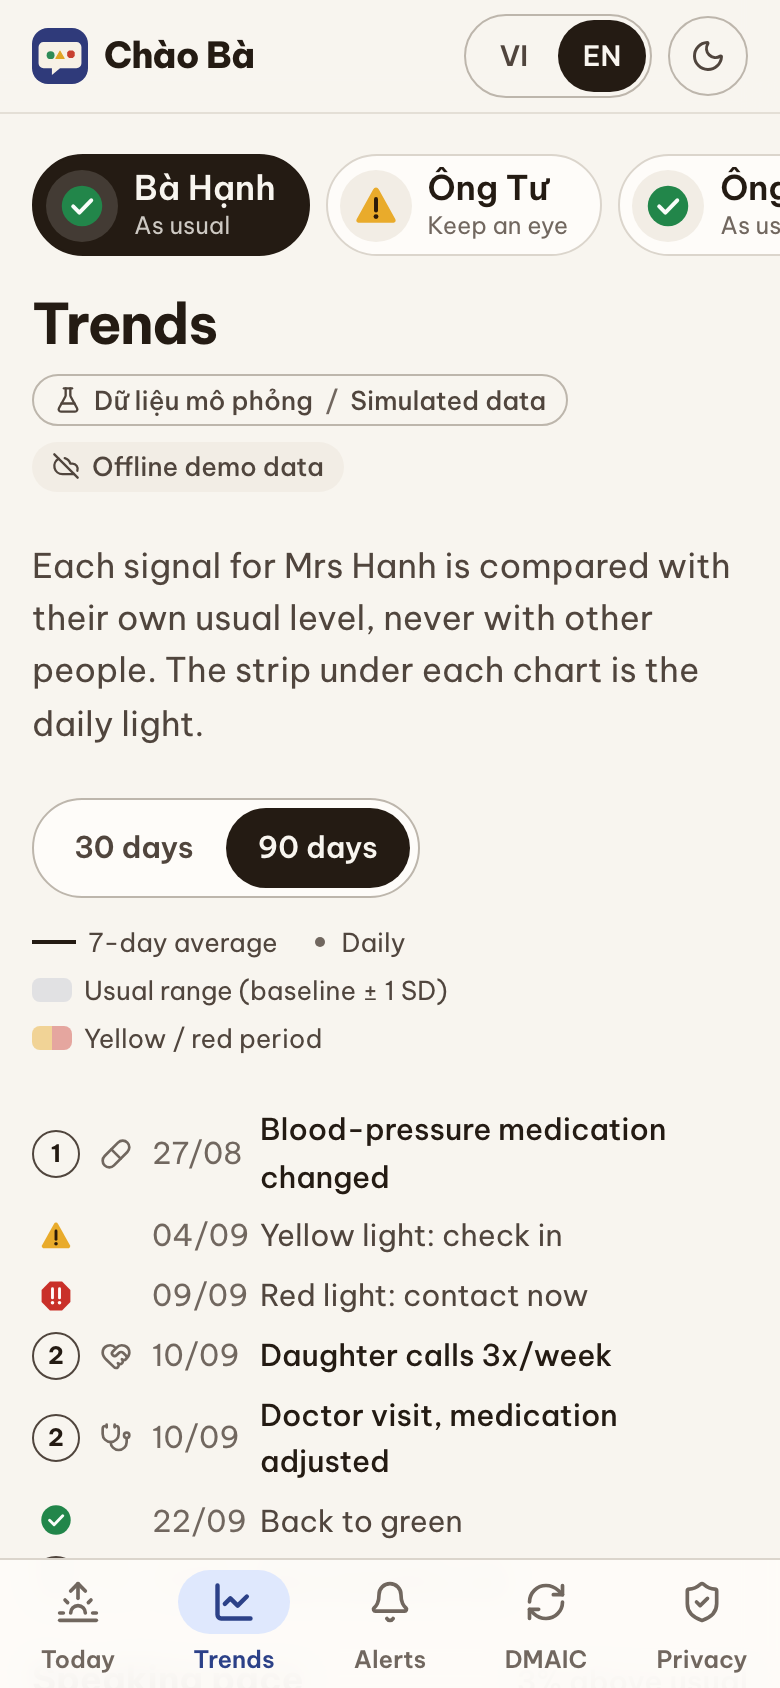 Chào Bà
VI EN
Bà Hạnh
As usual
Ông Tư
Keep an eye
Ông
As us
Trends
Dữ liệu mô phỏng / Simulated data
Offline demo data
Each signal for Mrs Hanh is compared with
their own usual level, never with other
people. The strip under each chart is the
daily light.
30 days 90 days
7-day average Daily
Usual range (baseline ± 1 SD)
Yellow / red period
1 27/08 Blood-pressure medication
changed
04/09 Yellow light: check in
09/09 Red light: contact now
2 10/09 Daughter calls 3x/week
2 10/09 Doctor visit, medication
adjusted
22/09 Back to green
Today Trends Alerts DMAIC Privacy